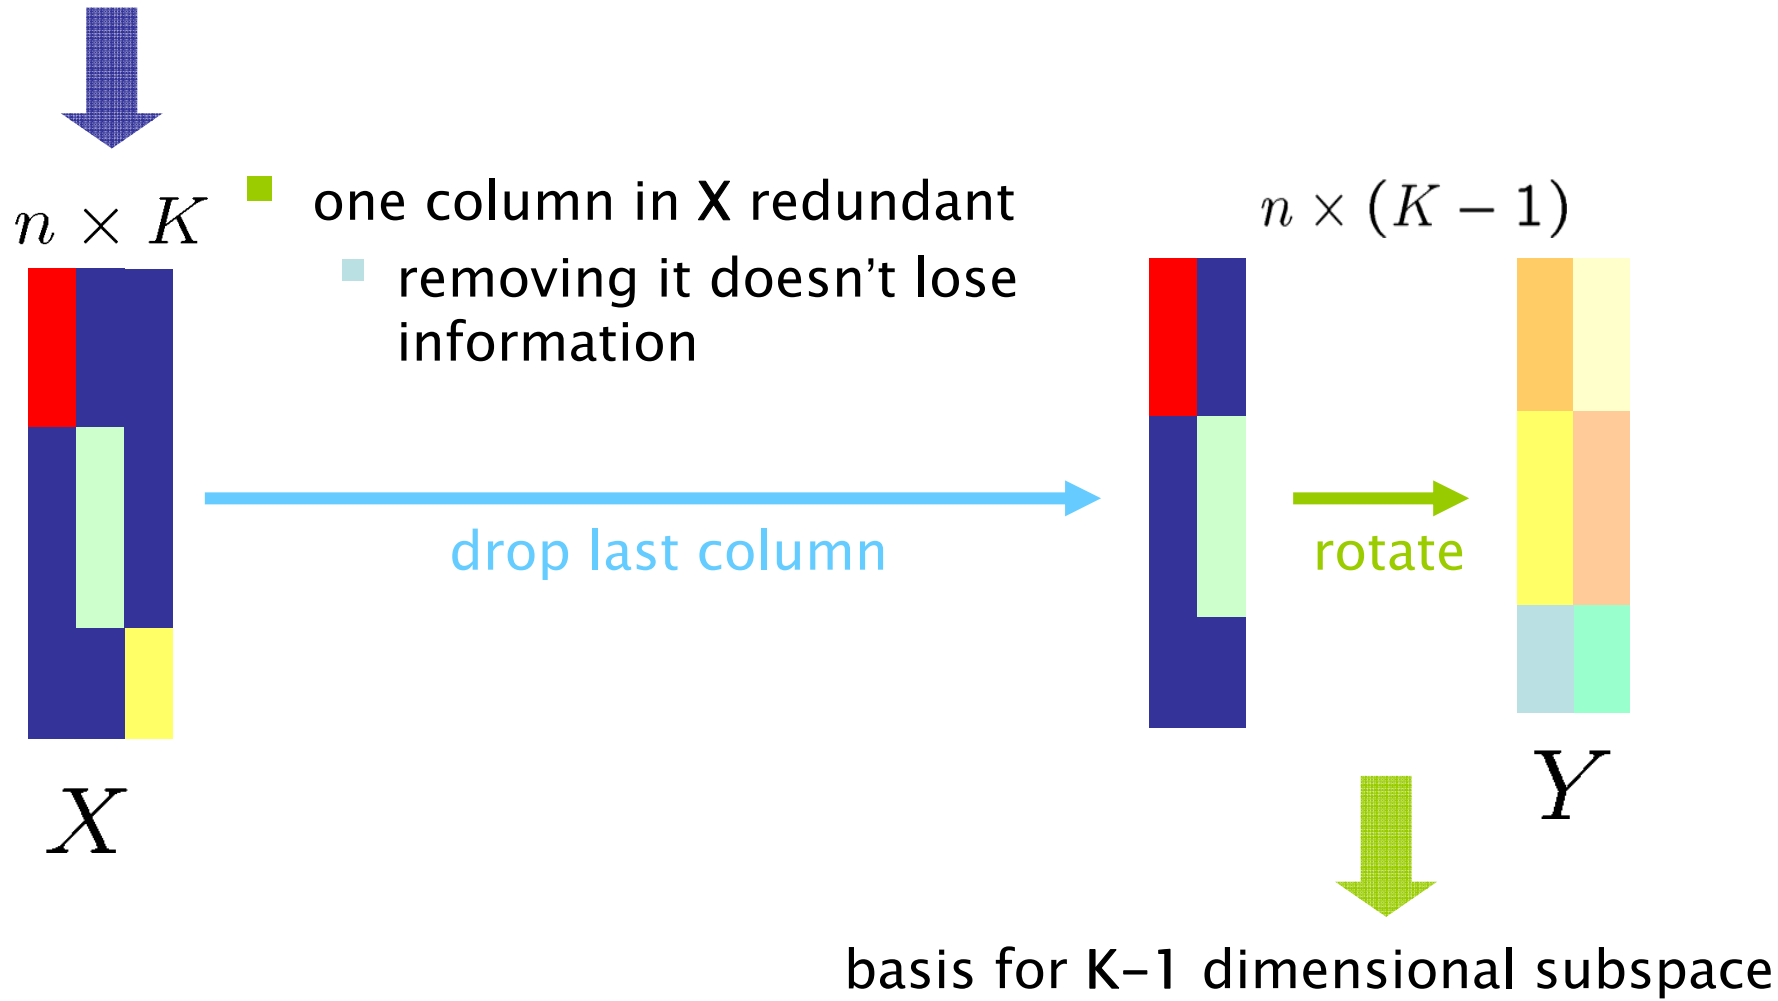 n × K
one column in X redundant
removing it doesn't lose
information
n × (K − 1)
drop last column
rotate
X
Y
basis for K-1 dimensional subspace